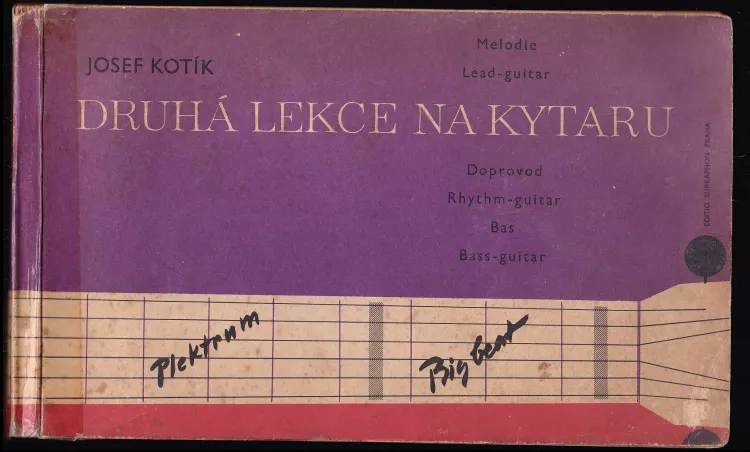 JOSEF KOTÍK
Melodie
Lead-guitar
DRUHÁ LEKCE NA KYTARU
Doprovod
Rhythm-guitar
Bas
Bass-guitar
EDITIO SUPRAPHON PRAHA
Plektrum
Big beat